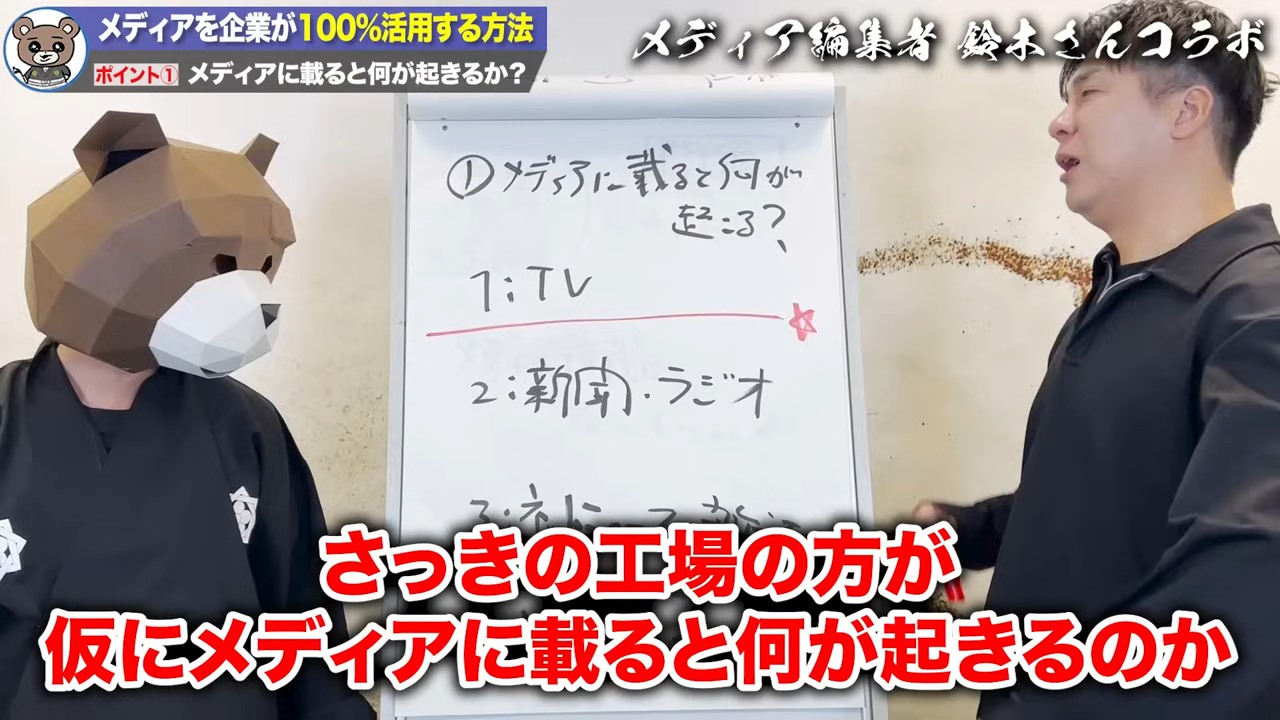 メディアを企業が100%活用する方法
ポイント① メディアに載ると何が起きるか?
メディア編集者 鈴木さんコラボ
①メディアに載ると何が
起こる?
1:TV
2:新聞・ラジオ
さっきの工場の方が
仮にメディアに載ると何が起きるのか